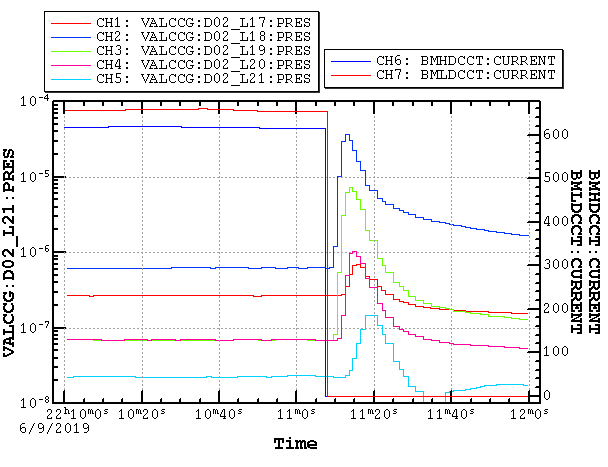 CH1: VALCCG:D02_L17:PRES
CH2: VALCCG:D02_L18:PRES
CH3: VALCCG:D02_L19:PRES
CH4: VALCCG:D02_L20:PRES
CH5: VALCCG:D02_L21:PRES
CH6: BMHDCCT:CURRENT
CH7: BMLDCCT:CURRENT
10^-4
10^-5
10^-6
10^-7
10^-8
VALCCG:D02_L21:PRES
600
500
400
300
200
100
0
BMHDCCT:CURRENT
BMLDCCT:CURRENT
22h10m0s 10m20s 10m40s 11m0s 11m20s 11m40s 12m0s
6/9/2019
Time